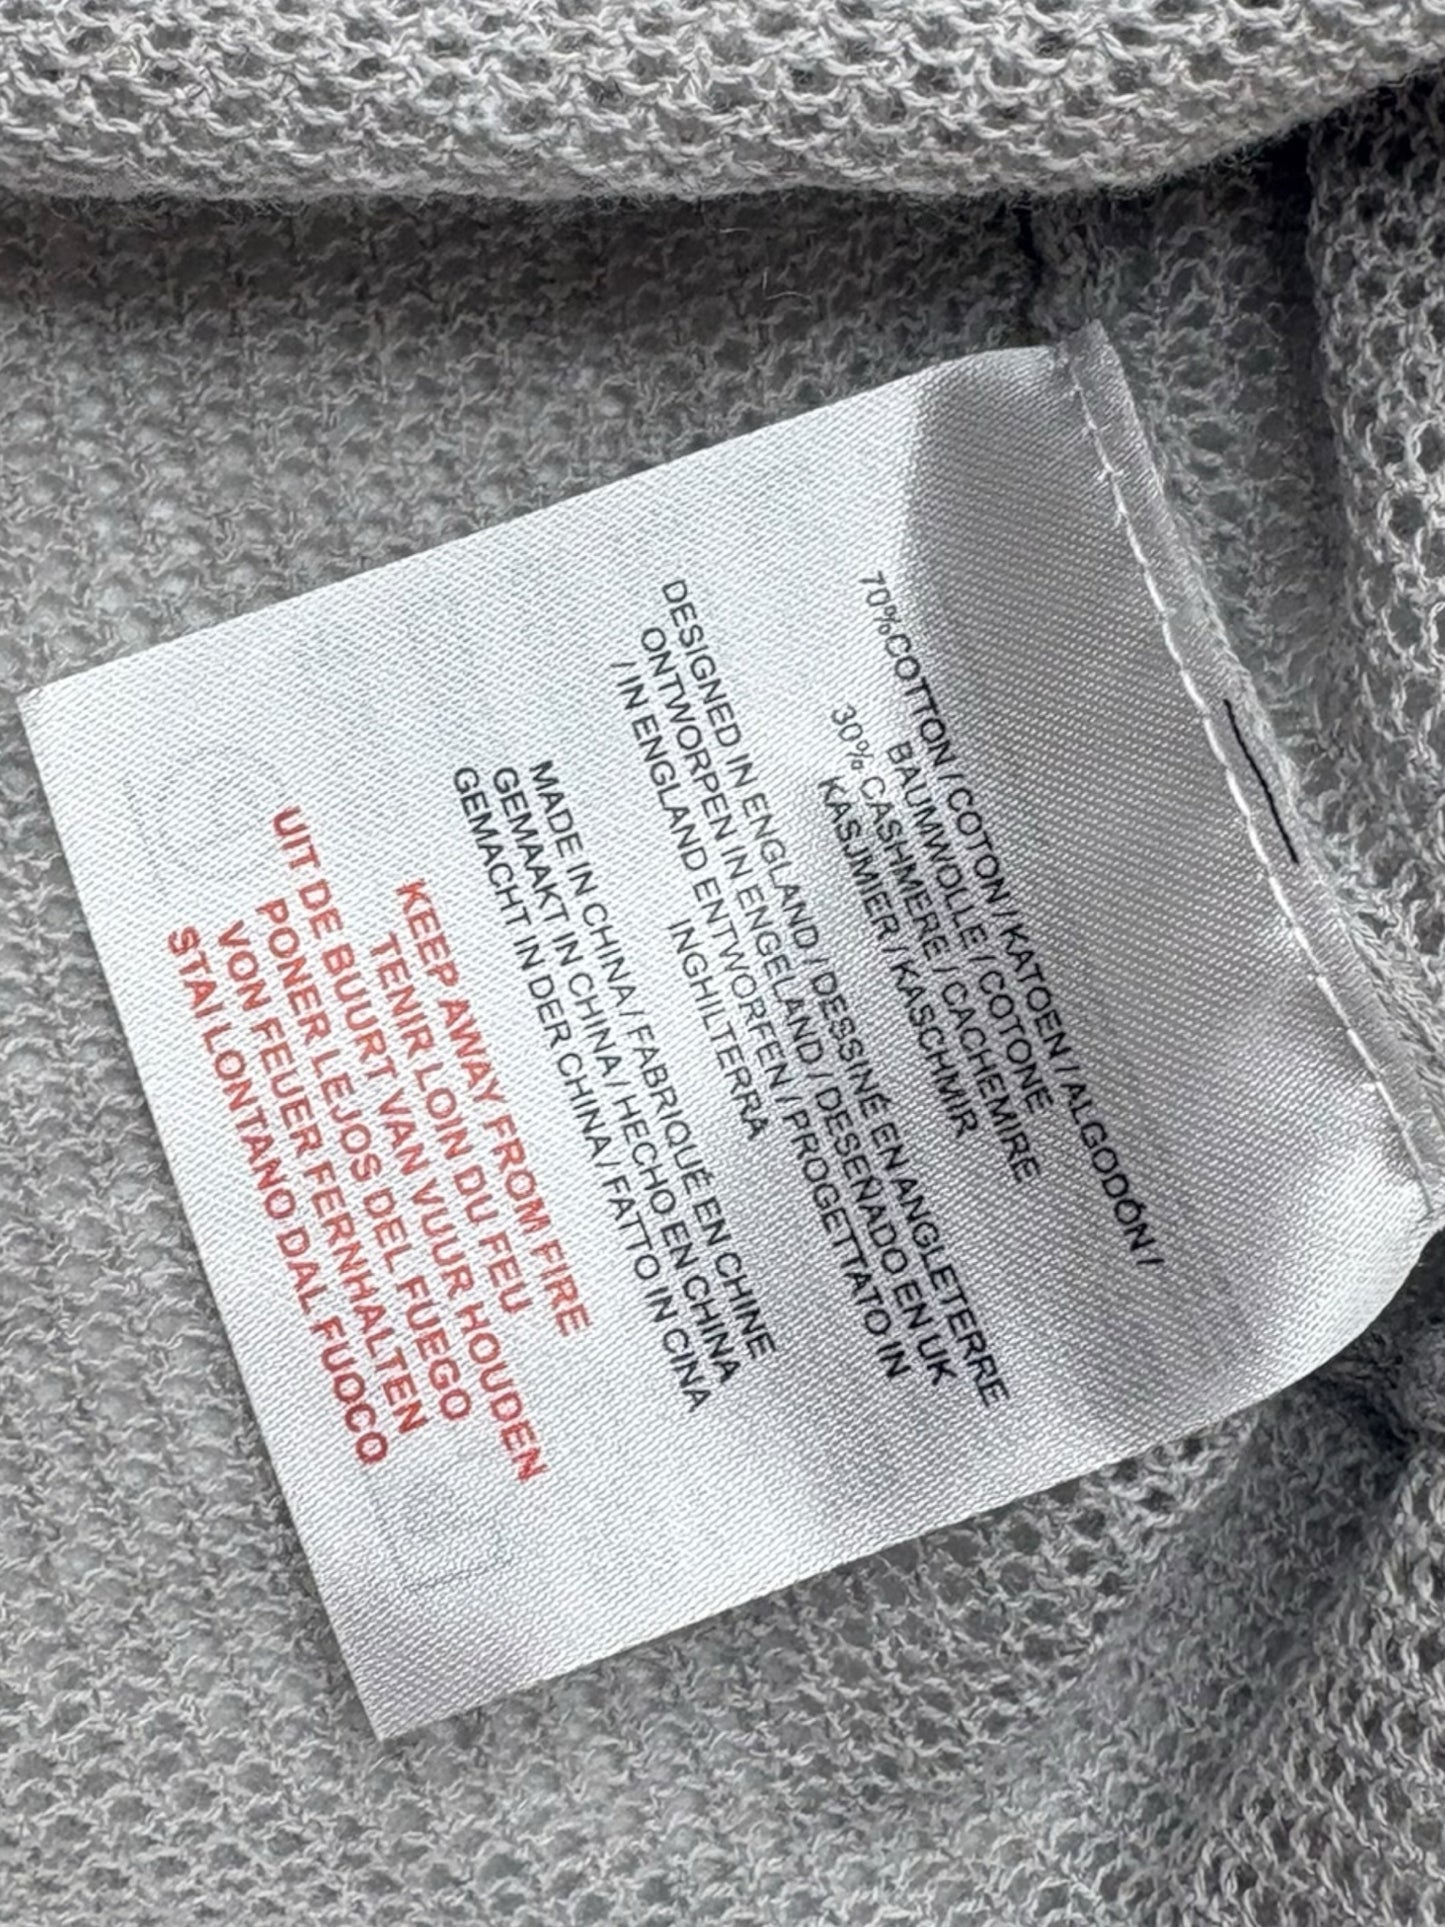 70%COTTON / COTON / KATOEN / ALGODÓN /
BAUMWOLLE / COTONE
30% CASHMERE / CACHEMIRE
KASJMIER / KASCHMIR
DESIGNED IN ENGLAND / DESSINÉ EN ANGLETERRE
ONTWORPEN IN ENGELAND / DESEÑADO EN UK
/ IN ENGLAND ENTWORFEN / PROGETTATO IN
INGHILTERRA
MADE IN CHINA / FABRIQUÉ EN CHINE
GEMAAKT IN CHINA / HECHO EN CHINA
GEMACHT IN DER CHINA / FATTO IN CINA
KEEP AWAY FROM FIRE
TENIR LOIN DU FEU
UIT DE BUURT VAN VUUR HOUDEN
PONER LEJOS DEL FUEGO
VON FEUER FERNHALTEN
STAI LONTANO DAL FUOCO